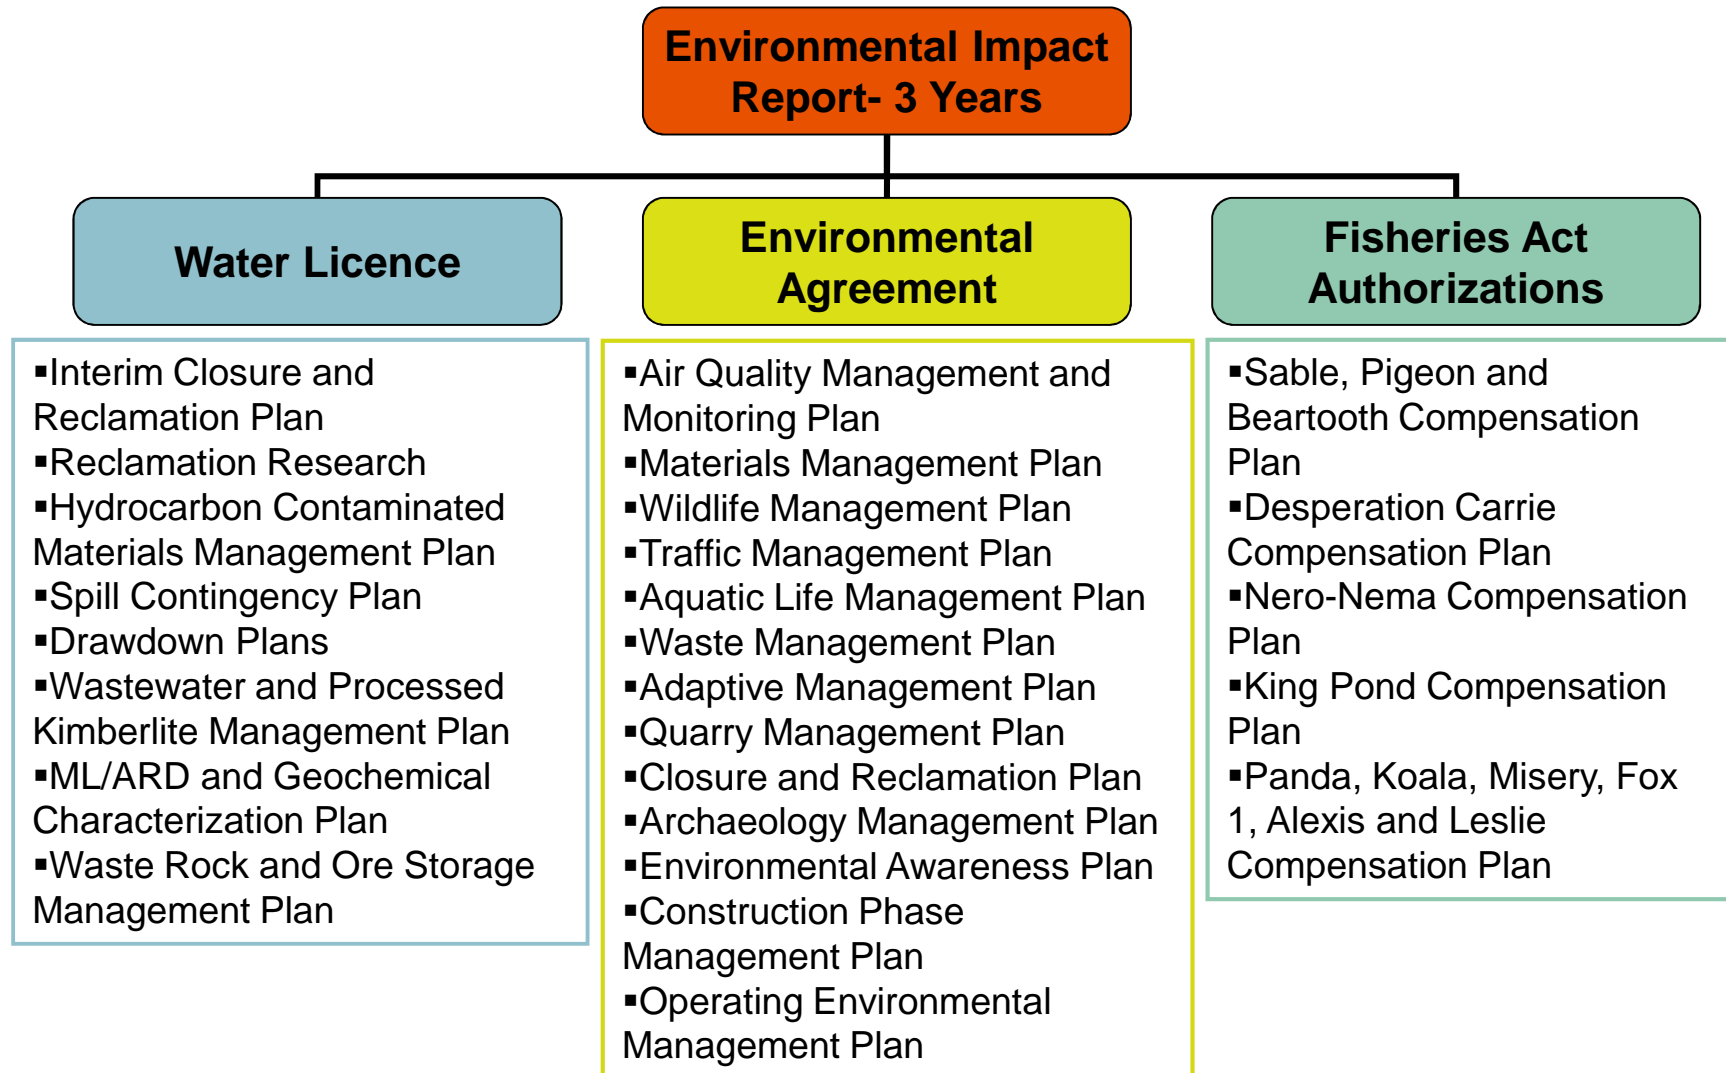 Environmental Impact
Report- 3 Years
Water Licence
Environmental
Agreement
Fisheries Act
Authorizations
▪Interim Closure and
Reclamation Plan
▪Reclamation Research
▪Hydrocarbon Contaminated
Materials Management Plan
▪Spill Contingency Plan
▪Drawdown Plans
▪Wastewater and Processed
Kimberlite Management Plan
▪ML/ARD and Geochemical
Characterization Plan
▪Waste Rock and Ore Storage
Management Plan
▪Air Quality Management and
Monitoring Plan
▪Materials Management Plan
▪Wildlife Management Plan
▪Traffic Management Plan
▪Aquatic Life Management Plan
▪Waste Management Plan
▪Adaptive Management Plan
▪Quarry Management Plan
▪Closure and Reclamation Plan
▪Archaeology Management Plan
▪Environmental Awareness Plan
▪Construction Phase
Management Plan
▪Operating Environmental
Management Plan
▪Sable, Pigeon and
Beartooth Compensation
Plan
▪Desperation Carrie
Compensation Plan
▪Nero-Nema Compensation
Plan
▪King Pond Compensation
Plan
▪Panda, Koala, Misery, Fox
1, Alexis and Leslie
Compensation Plan